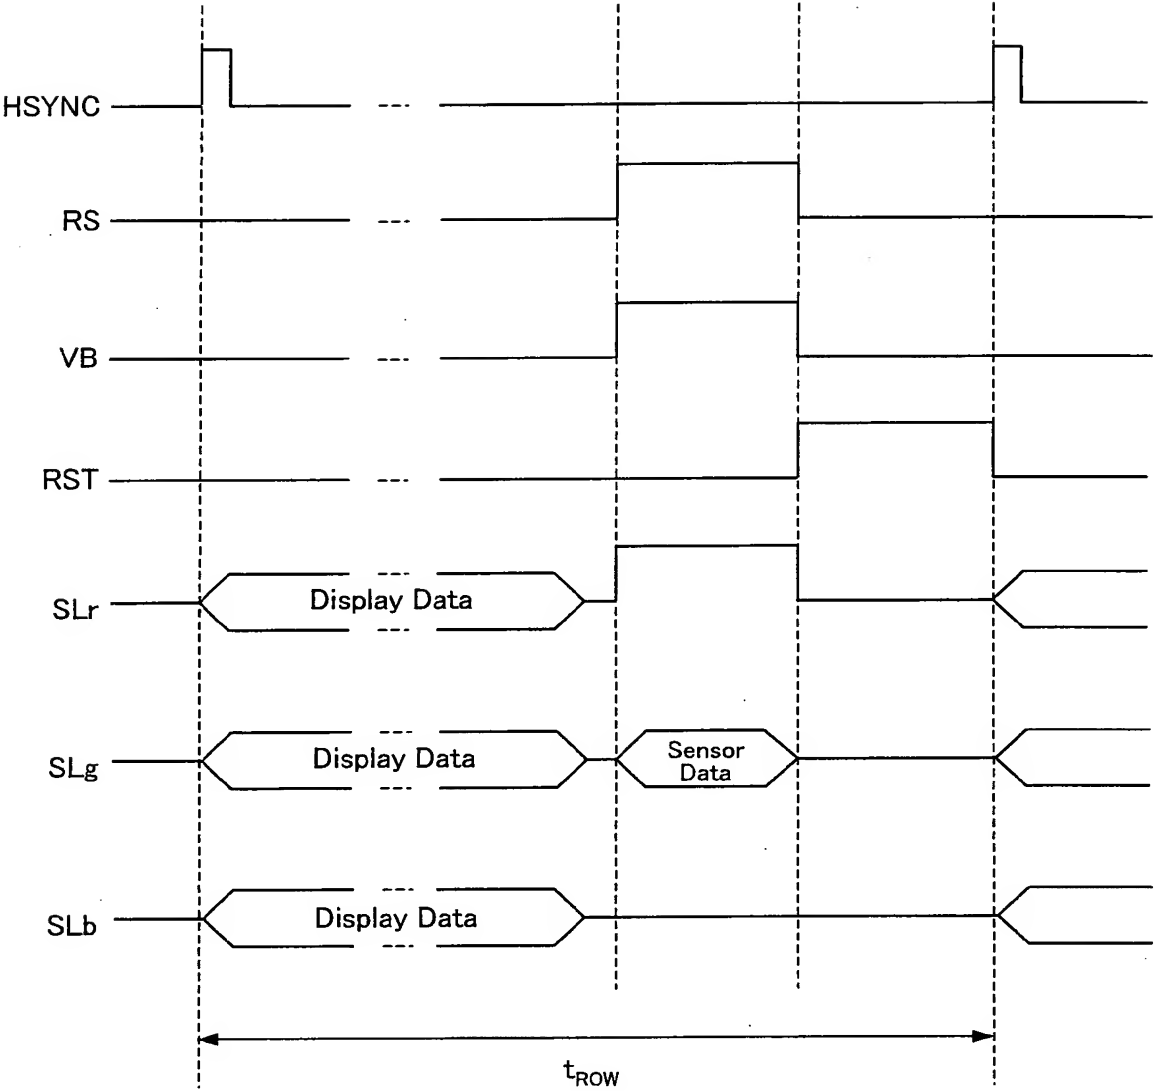 HSYNC
RS
VB
RST
SLr
Display Data
SLg
Display Data
Sensor
Data
SLb
Display Data
tROW